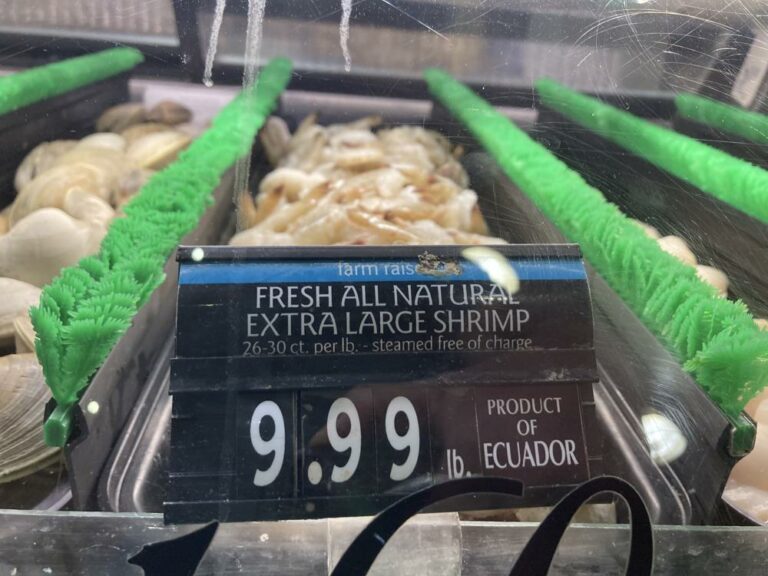 farm rais
FRESH ALL NATURAL
EXTRA LARGE SHRIMP
26-30 ct. per lb. - steamed free of charge
9.99 lb.
PRODUCT
OF
ECUADOR